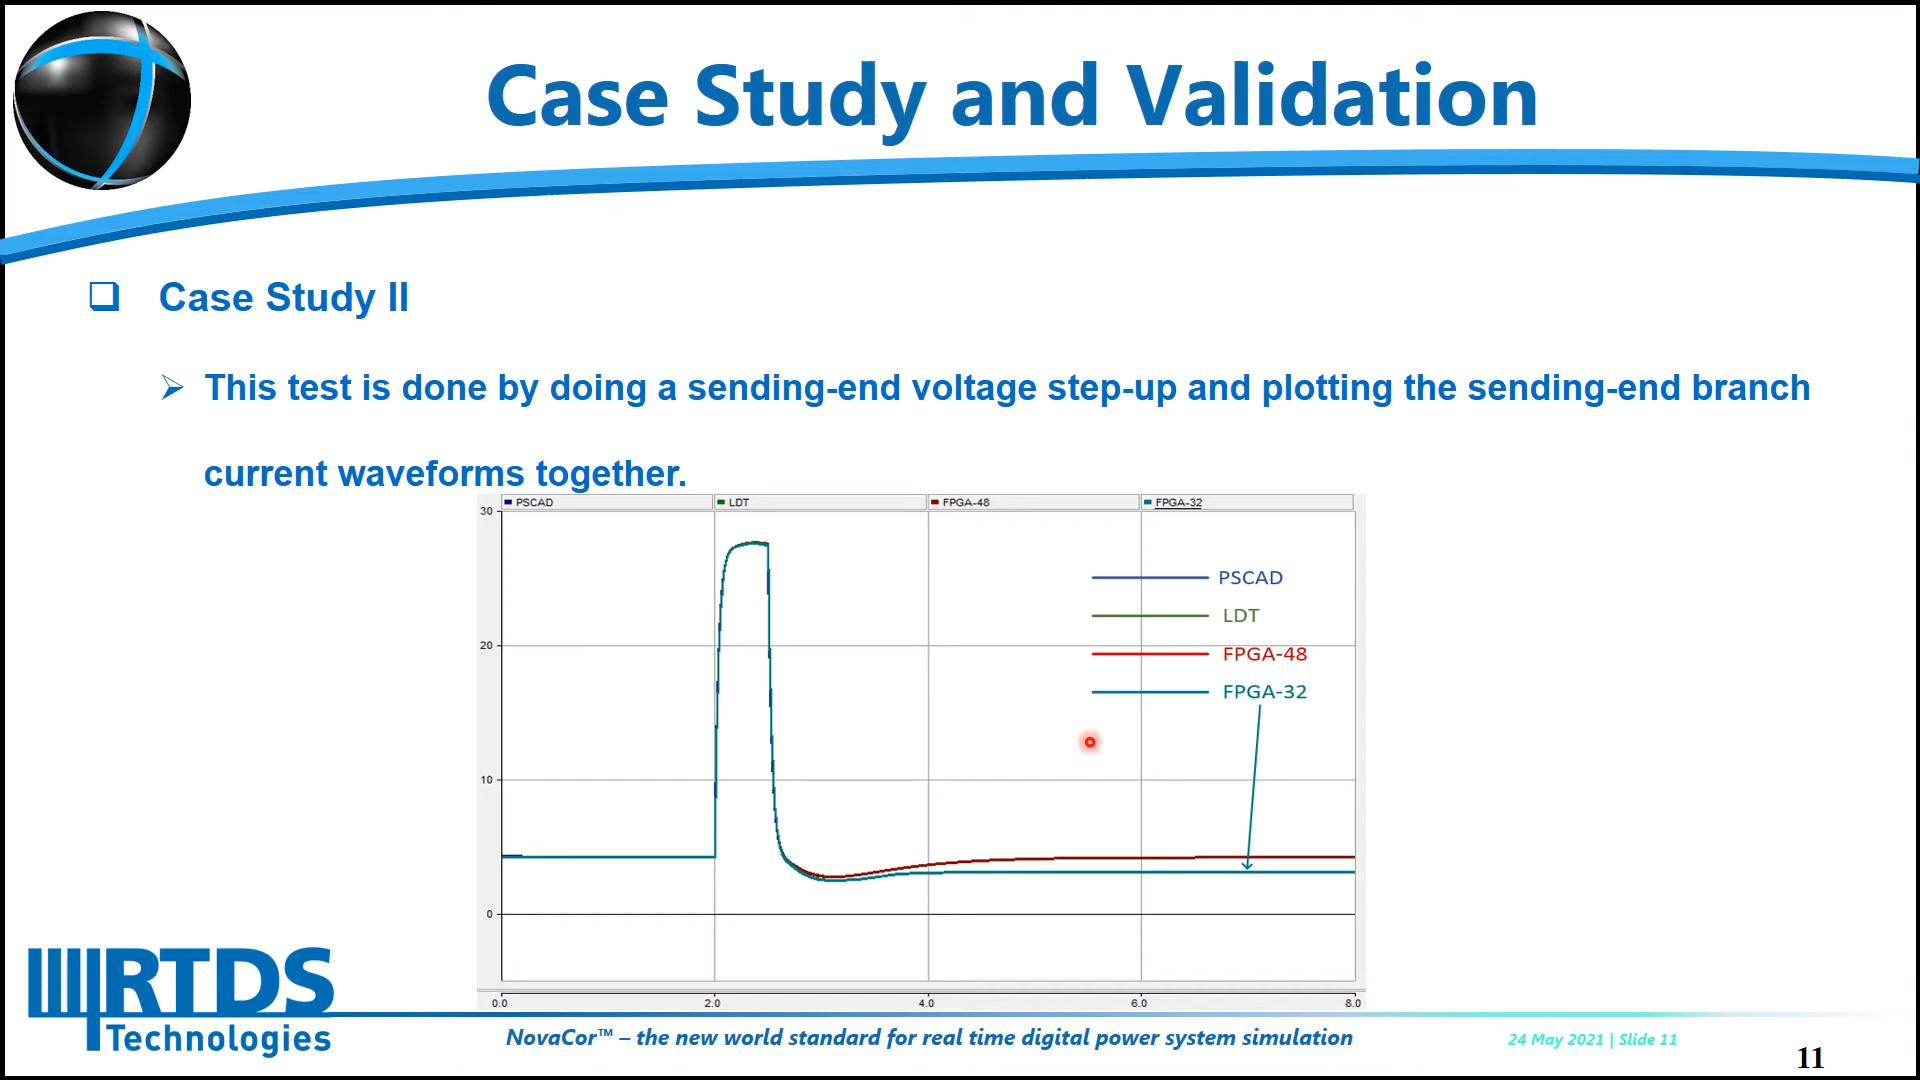 Case Study and Validation
Case Study II
This test is done by doing a sending-end voltage step-up and plotting the sending-end branch
current waveforms together.
PSCAD LDT FPGA-48 FPGA-32
30
PSCAD
LDT
20
FPGA-48
FPGA-32
10
0
0.0 2.0 4.0 6.0 8.0
RTDS
Technologies
NovaCor™ – the new world standard for real time digital power system simulation
24 May 2021 | Slide 11
11